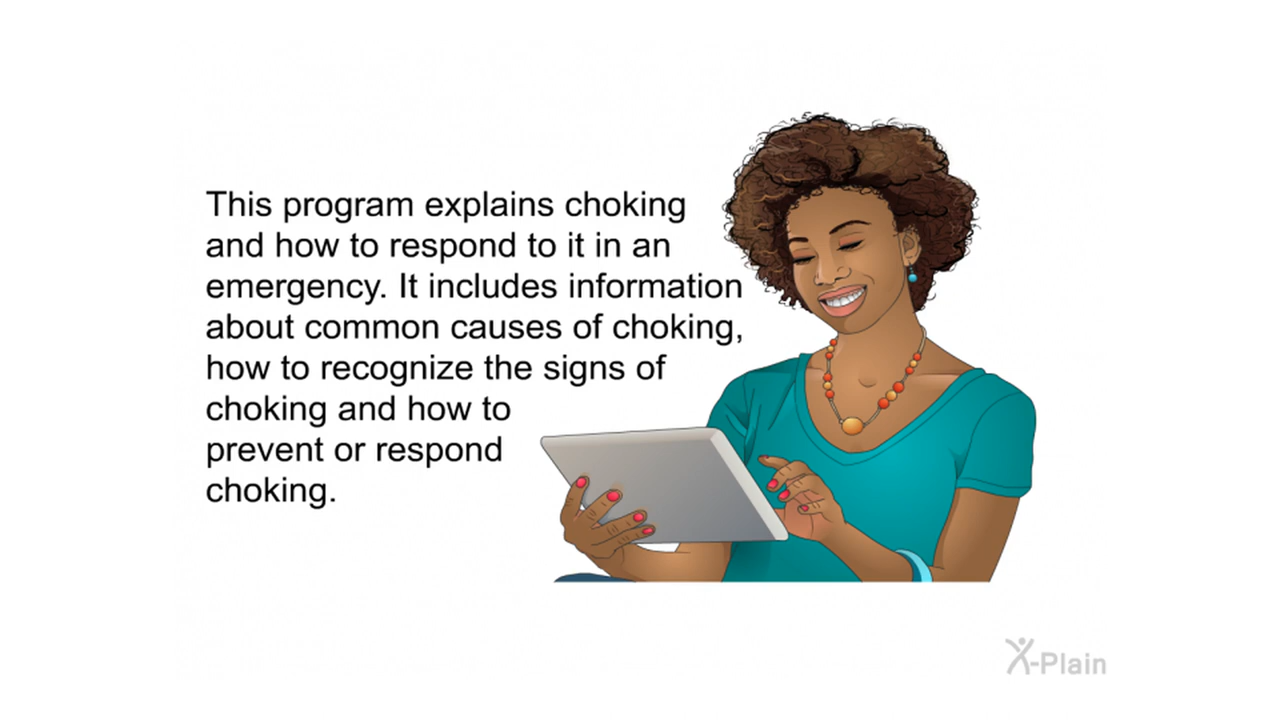 This program explains choking
and how to respond to it in an
emergency. It includes information
about common causes of choking,
how to recognize the signs of
choking and how to
prevent or respond
choking.
X-Plain